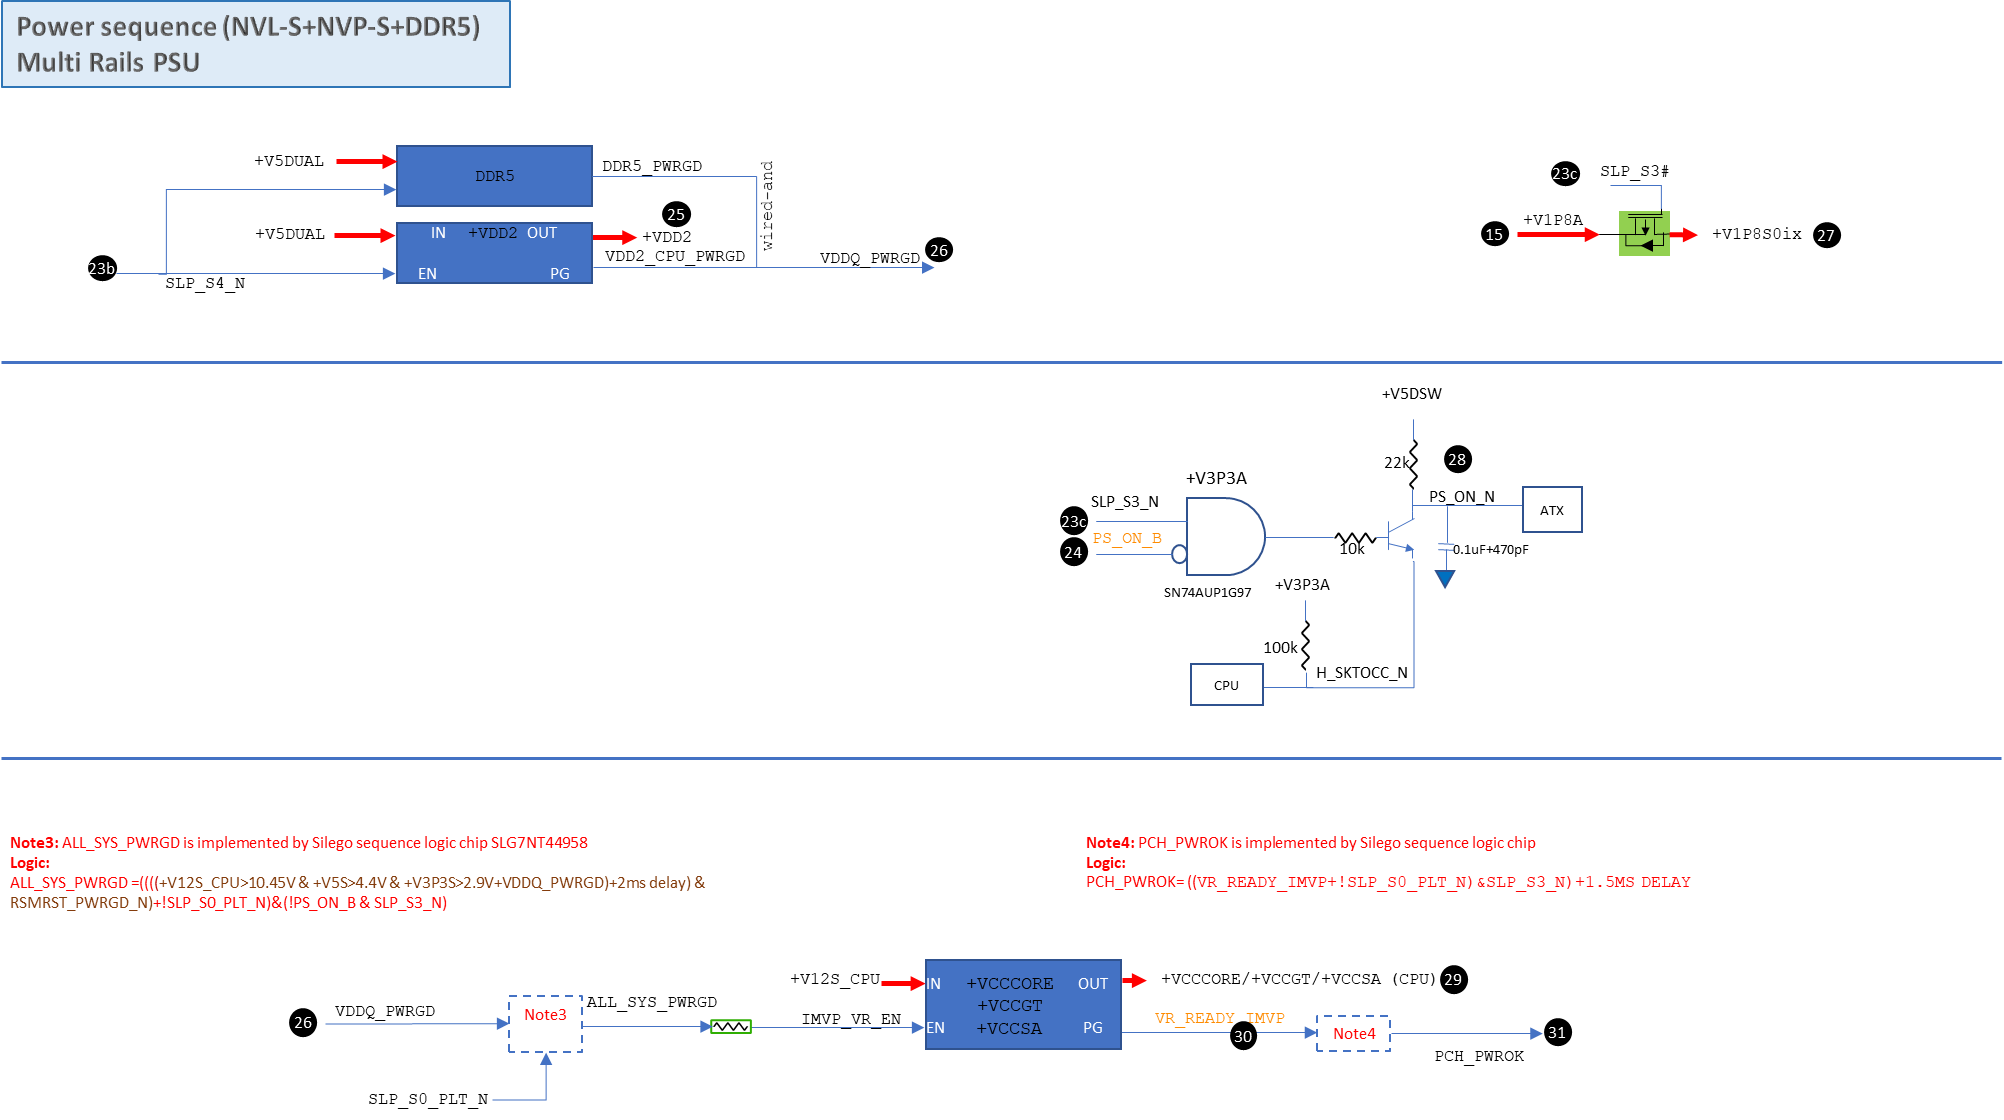 Power sequence (NVL-S+NVP-S+DDR5)
Multi Rails PSU
+V5DUAL
DDR5
DDR5_PWRGD
wired-and
25
+V5DUAL
IN
+VDD2
OUT
+VDD2
VDD2_CPU_PWRGD
23b
EN
PG
SLP_S4_N
VDDQ_PWRGD
26
23c
SLP_S3#
15
+V1P8A
+V1P8S0ix
27
+V5DSW
22k
28
+V3P3A
SLP_S3_N
PS_ON_N
ATX
23c
PS_ON_B
24
10k
0.1uF+470pF
SN74AUP1G97
+V3P3A
100k
H_SKTOCC_N
CPU
Note3: ALL_SYS_PWRGD is implemented by Silego sequence logic chip SLG7NT44958
Logic:
ALL_SYS_PWRGD =((((+V12S_CPU>10.45V & +V5S>4.4V & +V3P3S>2.9V+VDDQ_PWRGD)+2ms delay) &
RSMRST_PWRGD_N)+!SLP_S0_PLT_N)&(!PS_ON_B & SLP_S3_N)
Note4: PCH_PWROK is implemented by Silego sequence logic chip
Logic:
PCH_PWROK= ((VR_READY_IMVP+!SLP_S0_PLT_N) &SLP_S3_N) +1.5MS DELAY
26
VDDQ_PWRGD
Note3
ALL_SYS_PWRGD
SLP_S0_PLT_N
+V12S_CPU
IMVP_VR_EN
IN
+VCCCORE
OUT
+VCCGT
EN
+VCCSA
PG
+VCCCORE/+VCCGT/+VCCSA (CPU)
29
VR_READY_IMVP
30
Note4
PCH_PWROK
31